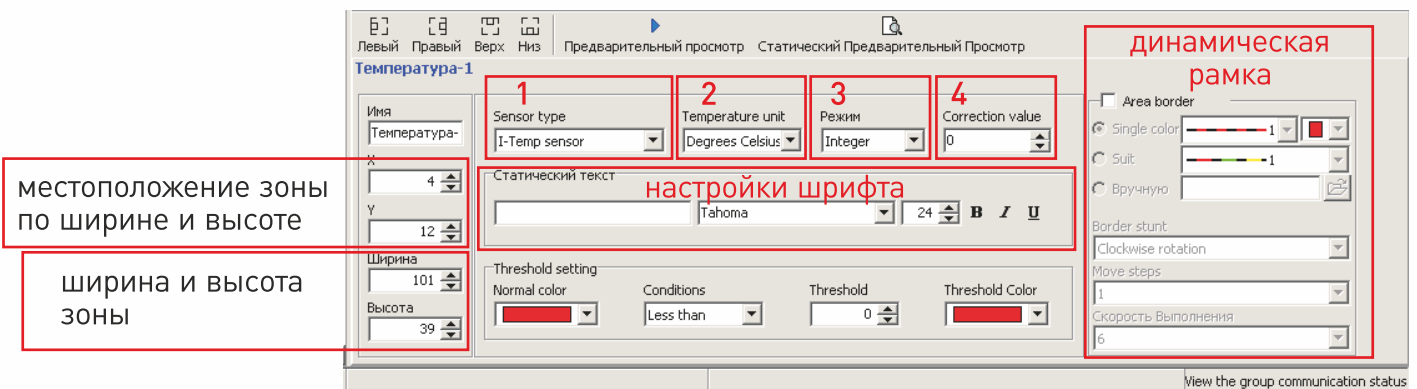 Левый Правый Верх Низ Предварительный просмотр Статический Предварительный Просмотр
Температура-1
динамическая
рамка
1 2 3 4
Имя
Температура-
Sensor type Temperature unit Режим Correction value
I-Temp sensor Degrees Celsius Integer 0
Area border
Single color 1
Suit 1
Вручную
местоположение зоны
по ширине и высоте
X
4
Y
12
Статический текст
настройки шрифта
Tahoma 24 B I U
Border stunt
Clockwise rotation
Move steps
1
Скорость Выполнения
6
ширина и высота
зоны
Ширина
101
Высота
39
Threshold setting
Normal color Conditions Threshold Threshold Color
Less than 0
View the group communication status